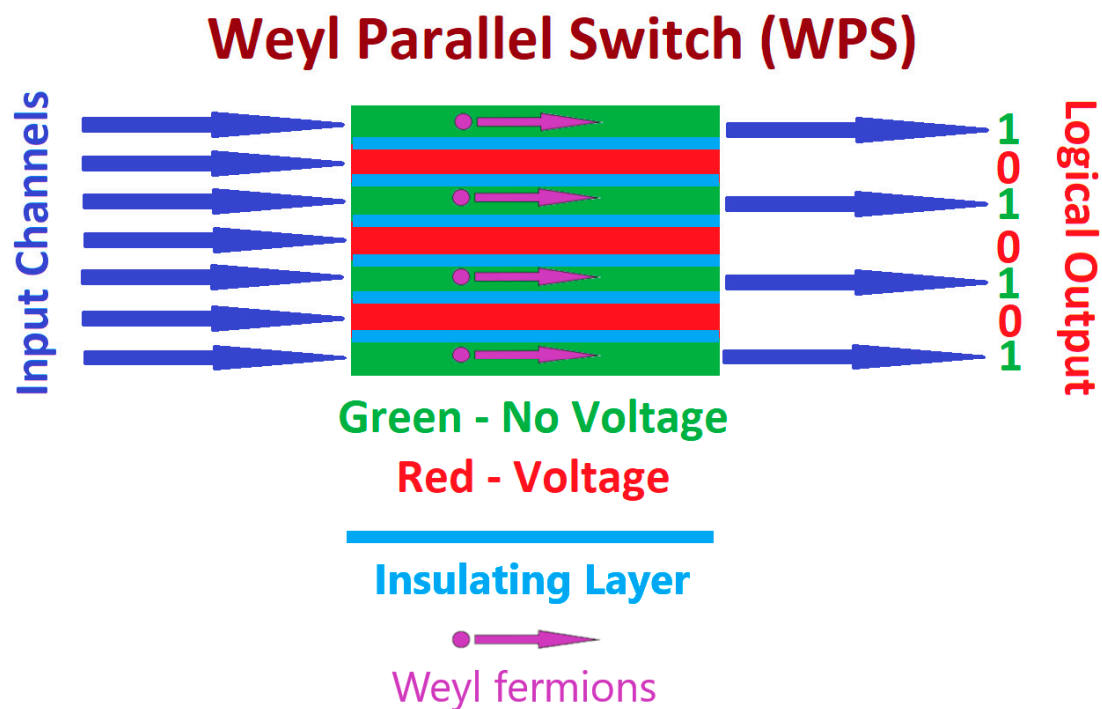 Weyl Parallel Switch (WPS)
Input Channels
1
0
1
0
1
0
1
Logical Output
Green - No Voltage
Red - Voltage
Insulating Layer
Weyl fermions